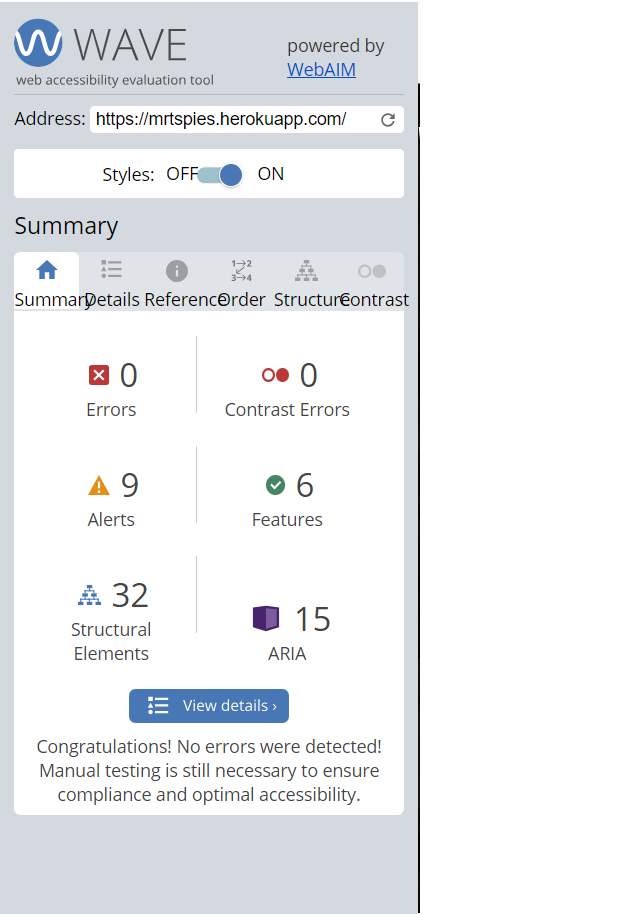 WAVE
web accessibility evaluation tool
powered by
WebAIM
Address: https://mrtspies.herokuapp.com/
Styles: OFF ON
Summary
Summary Details Reference Order Structure Contrast
0
Errors
0
Contrast Errors
9
Alerts
6
Features
32
Structural
Elements
15
ARIA
View details ›
Congratulations! No errors were detected!
Manual testing is still necessary to ensure
compliance and optimal accessibility.